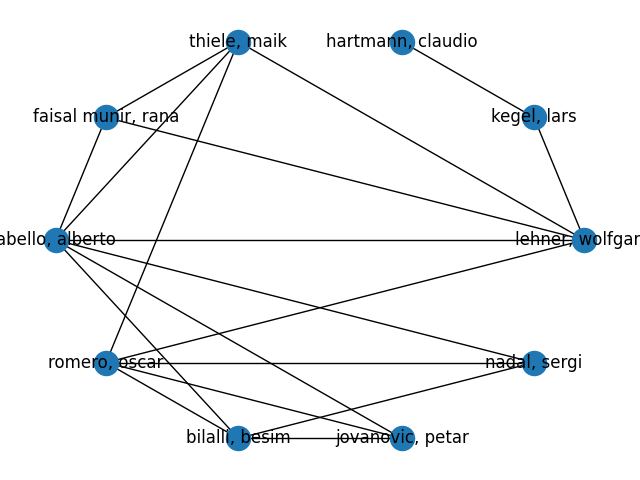 thiele, maik
hartmann, claudio
faisal munir, rana
kegel, lars
abello, alberto
lehner, wolfgar
romero, oscar
nadal, sergi
bilalli, besim
jovanovic, petar